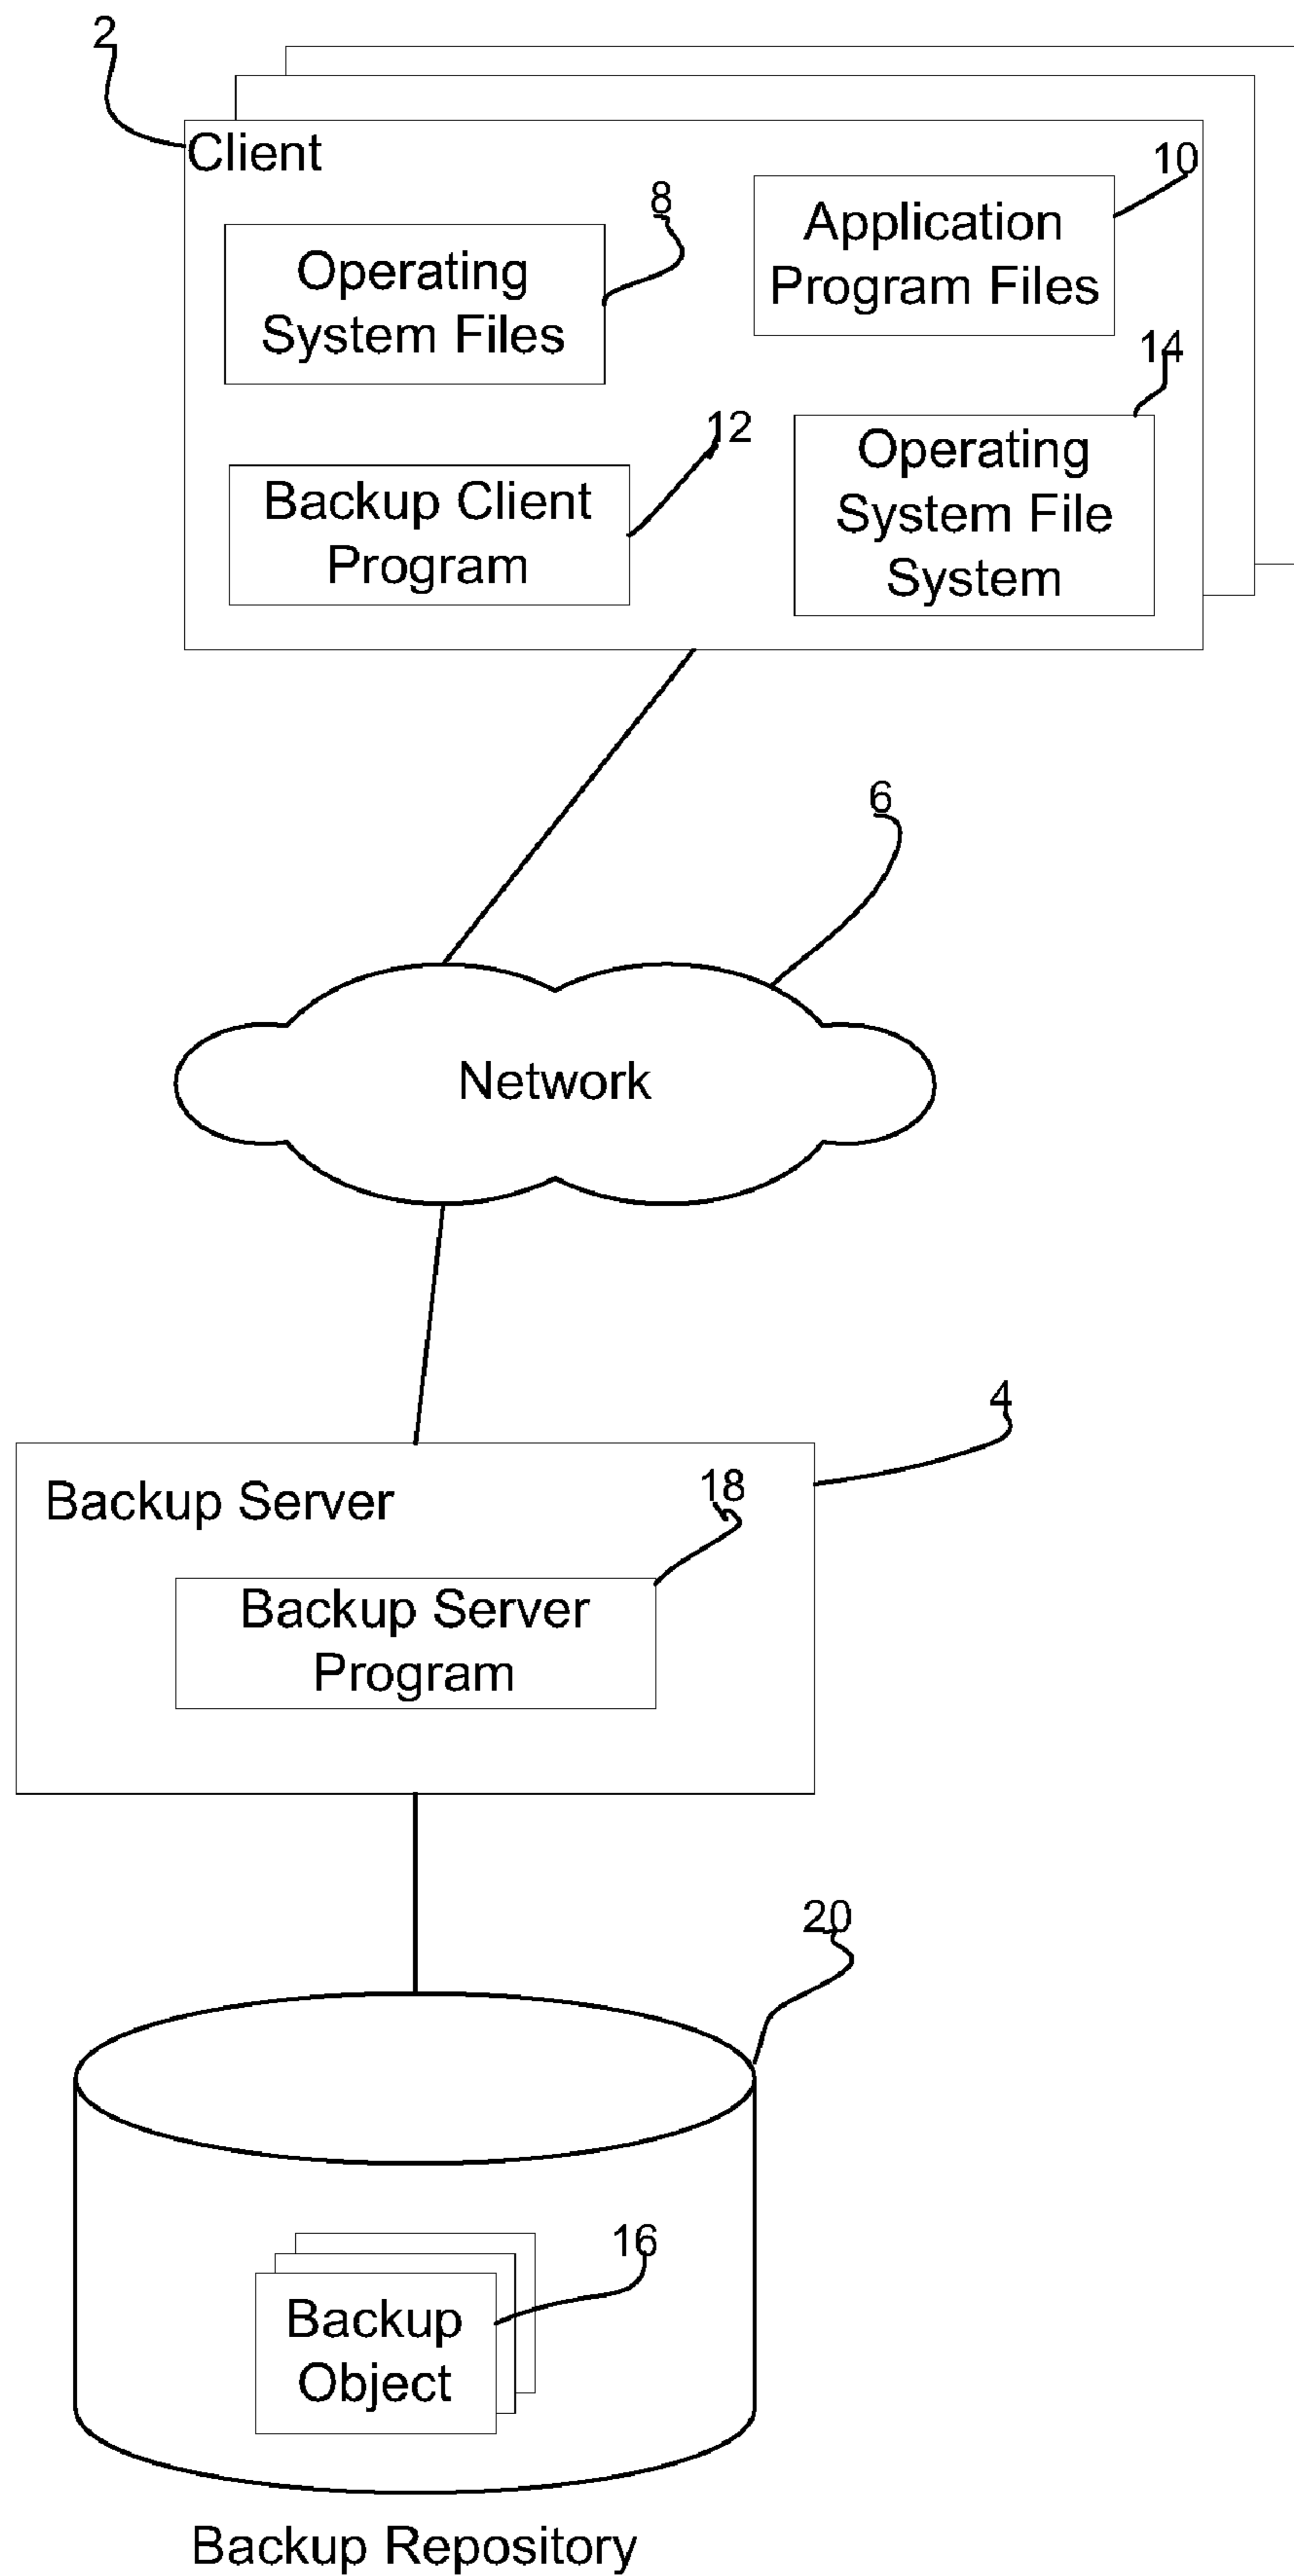 2
Client
10
8
Application
Program Files
Operating
System Files
14
12
Operating
System File
System
Backup Client
Program
6
Network
4
Backup Server
18
Backup Server
Program
20
16
Backup
Object
Backup Repository